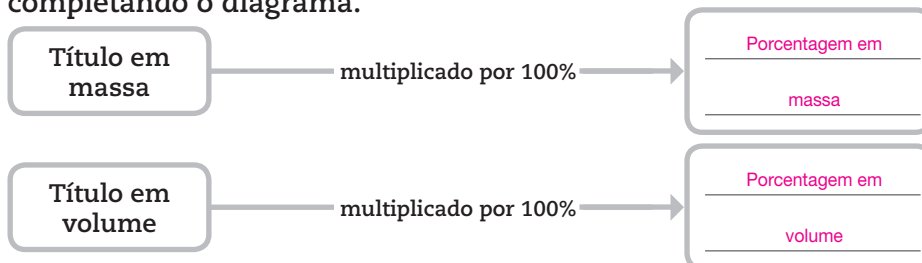 completando o diagrama.
Título em
massa
multiplicado por 100%
Porcentagem em
massa
Título em
volume
multiplicado por 100%
Porcentagem em
volume